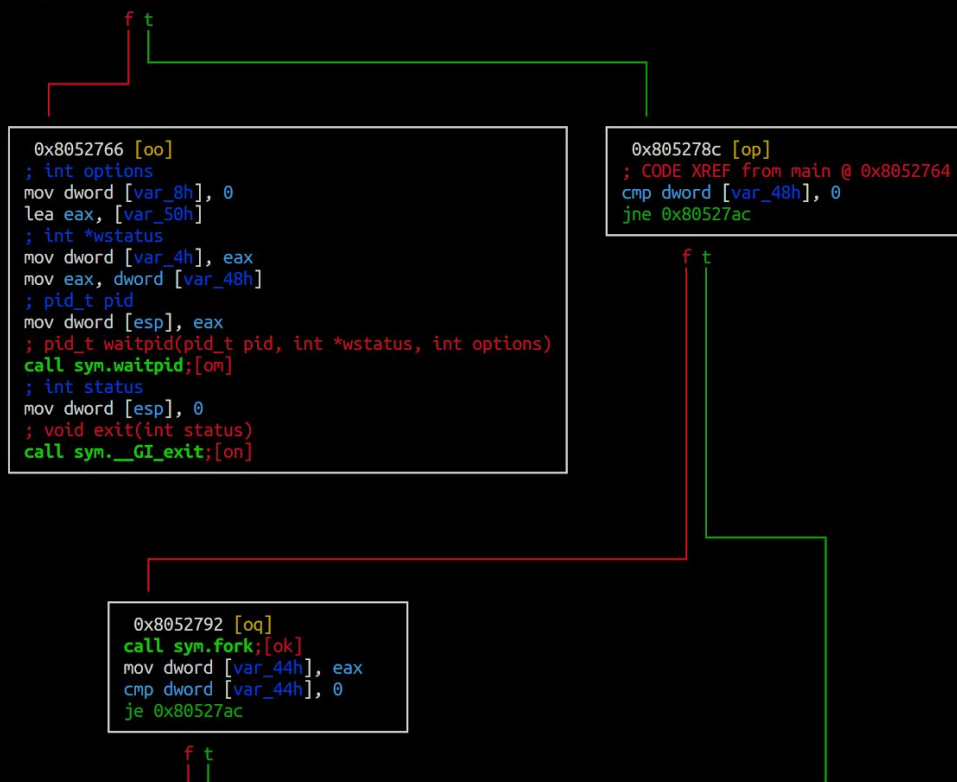 f t
0x8052766 [oo]
; int options
mov dword [var_8h], 0
lea eax, [var_50h]
; int *wstatus
mov dword [var_4h], eax
mov eax, dword [var_48h]
; pid_t pid
mov dword [esp], eax
; pid_t waitpid(pid_t pid, int *wstatus, int options)
call sym.waitpid;[om]
; int status
mov dword [esp], 0
; void exit(int status)
call sym.__GI_exit;[on]
0x805278c [op]
; CODE XREF from main @ 0x8052764
cmp dword [var_48h], 0
jne 0x80527ac
f t
0x8052792 [oq]
call sym.fork;[ok]
mov dword [var_44h], eax
cmp dword [var_44h], 0
je 0x80527ac
f t